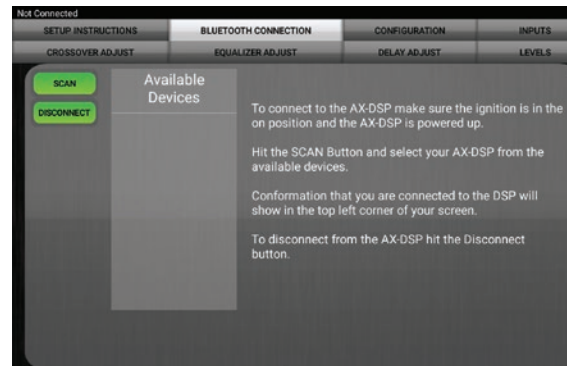 Not Connected
SETUP INSTRUCTIONS BLUETOOTH CONNECTION CONFIGURATION INPUTS
CROSSOVER ADJUST EQUALIZER ADJUST DELAY ADJUST LEVELS
SCAN
DISCONNECT
Available
Devices
To connect to the AX-DSP make sure the ignition is in the
on position and the AX-DSP is powered up.
Hit the SCAN Button and select your AX-DSP from the
available devices.
Conformation that you are connected to the DSP will
show in the top left corner of your screen.
To disconnect from the AX-DSP hit the Disconnect
button.